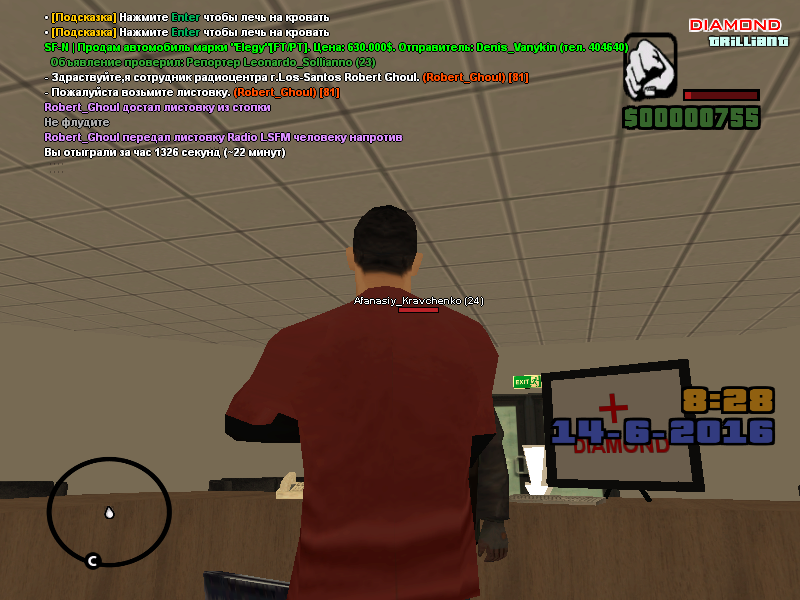 • [Подсказка] Нажмите Enter чтобы лечь на кровать
• [Подсказка] Нажмите Enter чтобы лечь на кровать
SF-N | Продам автомобиль марки "Elegy"[FT/PT]. Цена: 630.000$. Отправитель: Denis_Vanykin (тел. 404640)
Объявление проверил: Репортер Leonardo_Sollianno (23)
- Здраствуйте,я сотрудник радиоцентра г.Los-Santos Robert Ghoul. (Robert_Ghoul) [81]
- Пожалуйста возьмите листовку. (Robert_Ghoul) [81]
Robert_Ghoul достал листовку из стопки
Не флудите
Robert_Ghoul передал листовку Radio LSFM человеку напротив
Вы отыграли за час 1326 секунд (~22 минут)
DIAMOND
TRILLIANT
$00000755
Afanasiy_Kravchenko (24)
EXIT
8:28
14-6-2016
DIAMOND
C